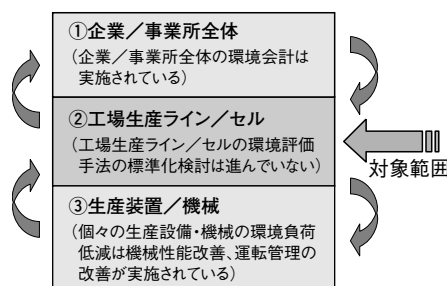 ①企業／事業所全体
（企業／事業所全体の環境会計は
実施されている）
②工場生産ライン／セル
（工場生産ライン／セルの環境評価
手法の標準化検討は進んでいない）
対象範囲
③生産装置／機械
（個々の生産設備・機械の環境負荷
低減は機械性能改善、運転管理の
改善が実施されている）